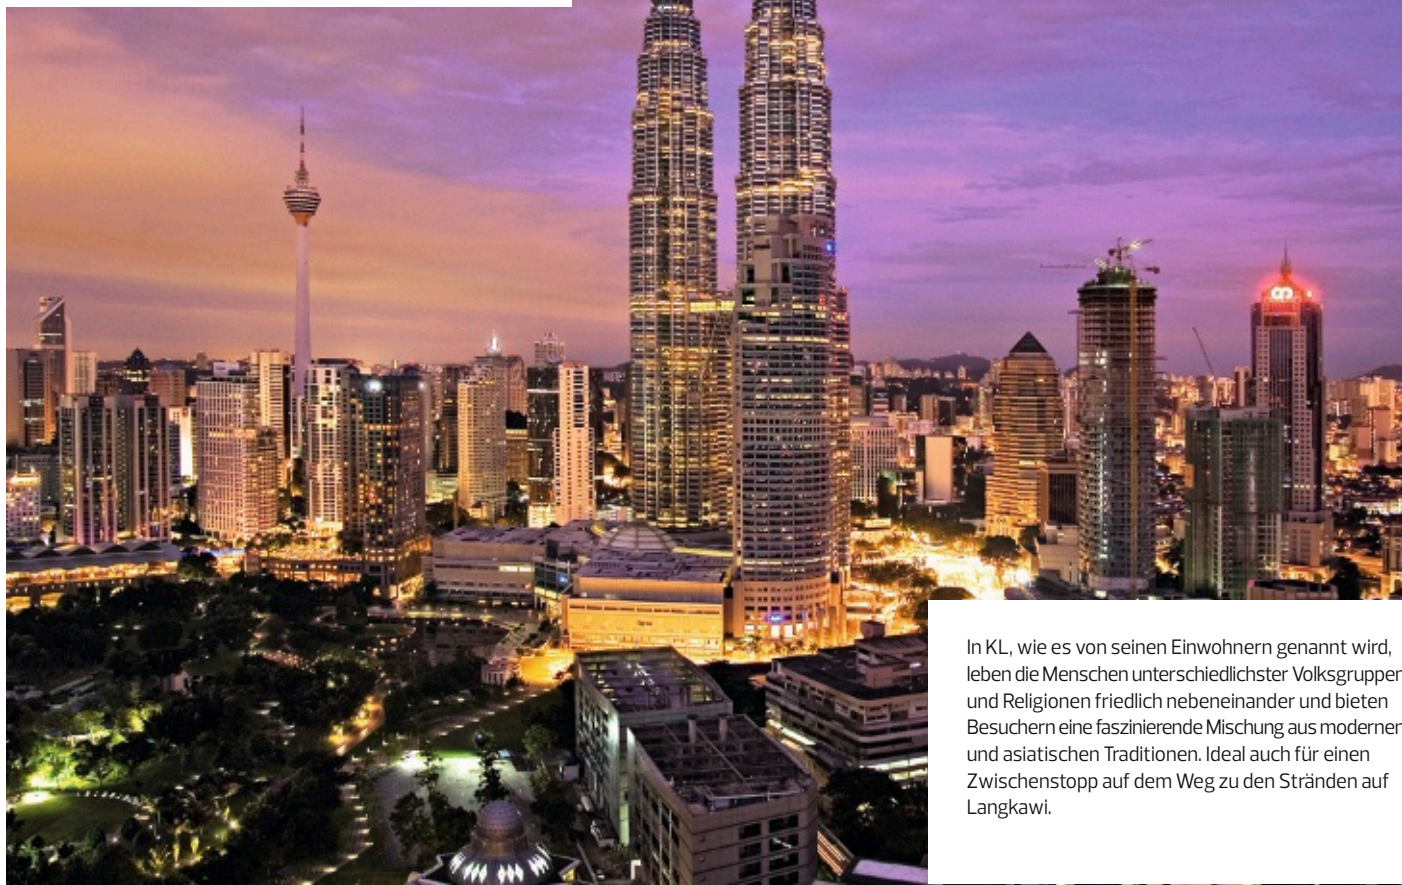 In KL, wie es von seinen Einwohnern genannt wird,
leben die Menschen unterschiedlichster Volksgruppen
und Religionen friedlich nebeneinander und bieten
Besuchern eine faszinierende Mischung aus modernen
und asiatischen Traditionen. Ideal auch für einen
Zwischenstopp auf dem Weg zu den Stränden auf
Langkawi.